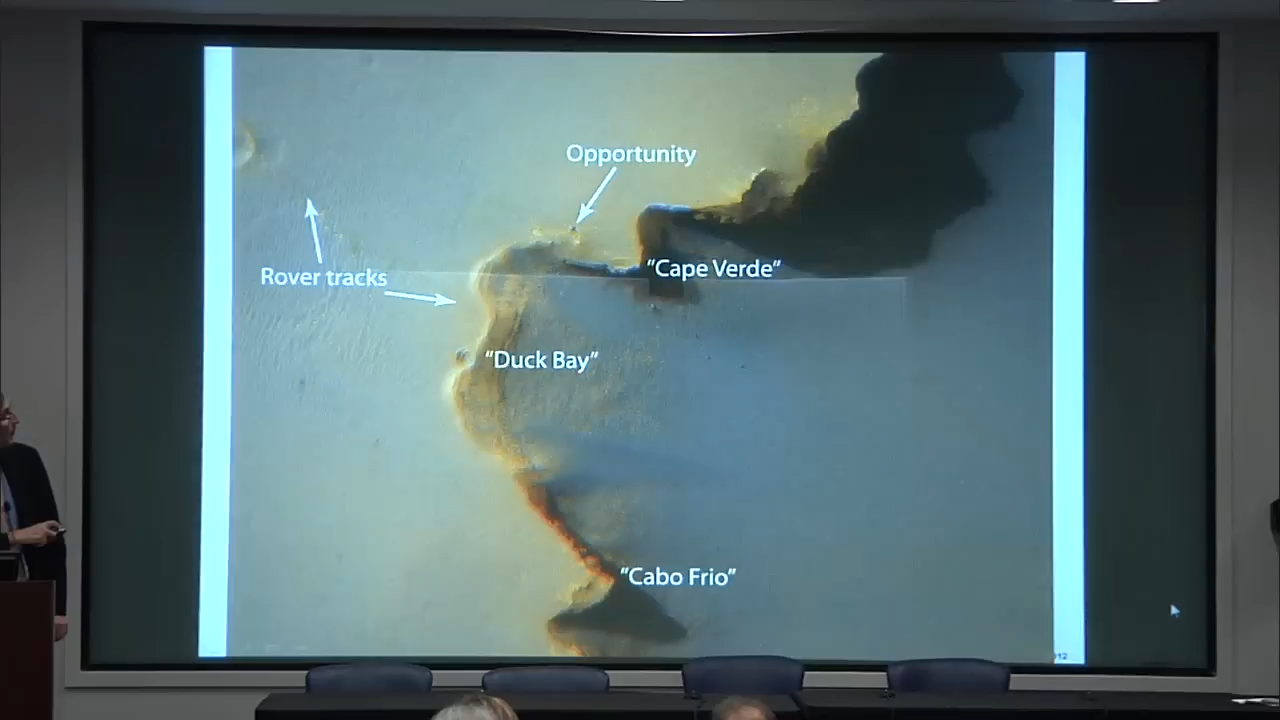 Opportunity
"Cape Verde"
Rover tracks
"Duck Bay"
"Cabo Frio"